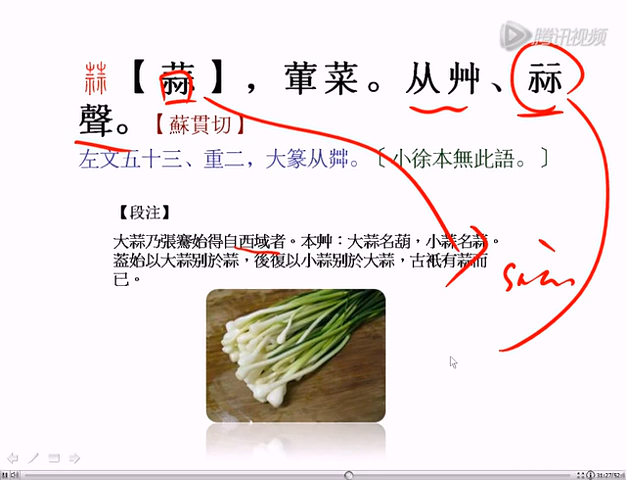 腾讯视频
蒜【蒜】，葷菜。从艸、祘
聲。【蘇貫切】
左文五十三、重二，大篆从茻。〔小徐本無此語。〕
【段注】
大蒜乃張騫始得自西域者。本艸：大蒜名葫，小蒜名蒜。
蓋始以大蒜别於蒜，後復以小蒜别於大蒜，古衹有蒜而
已。
suàn